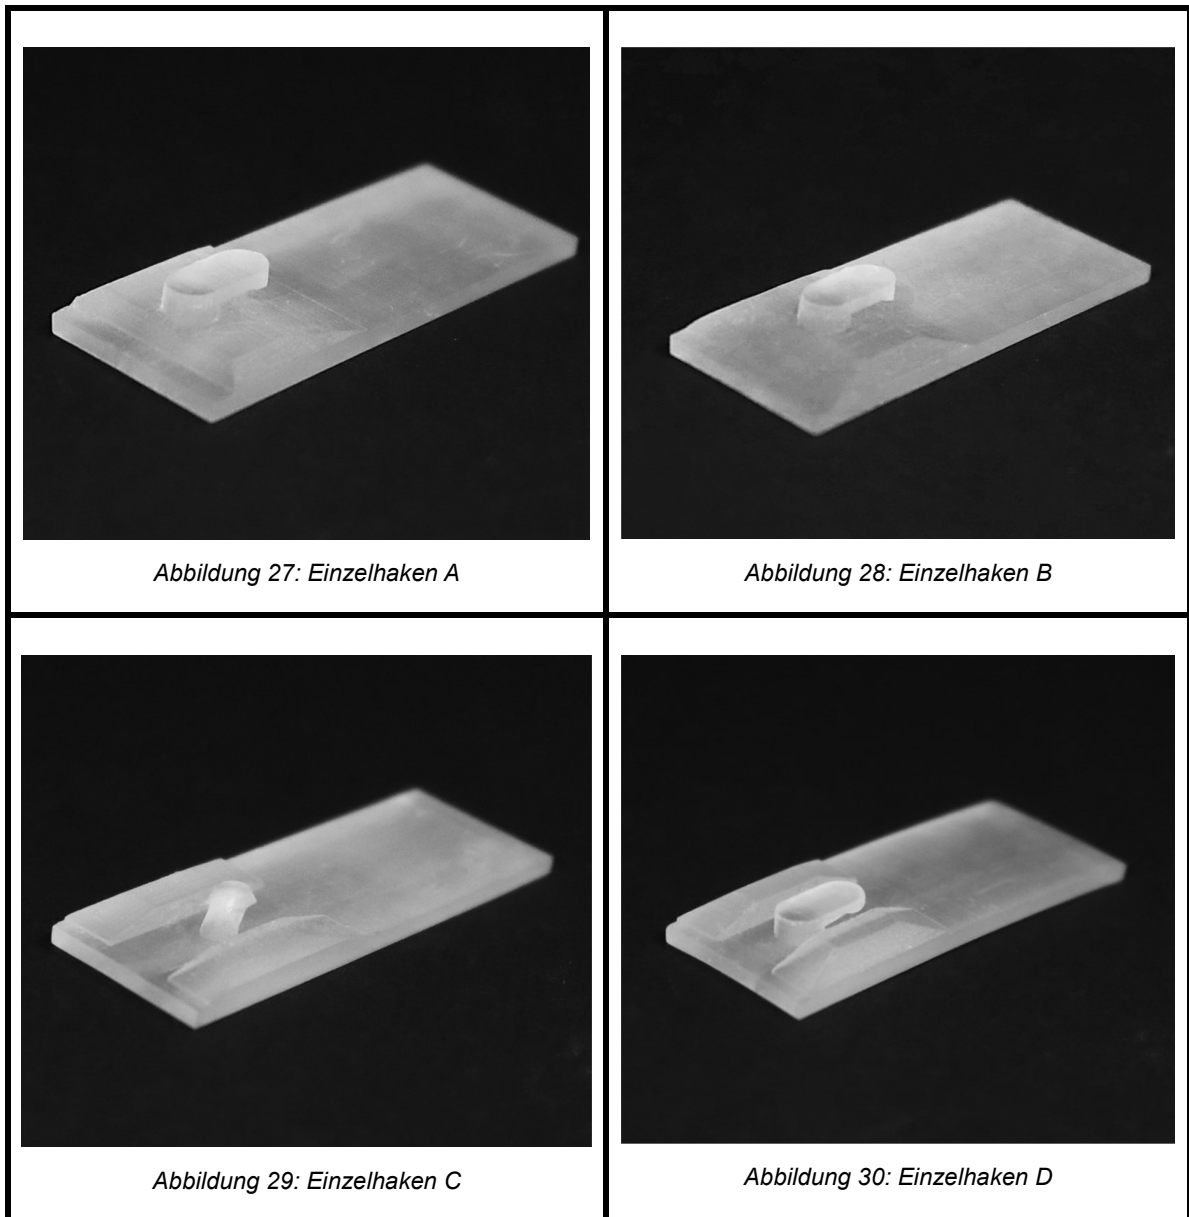 Abbildung 27: Einzelhaken A
Abbildung 28: Einzelhaken B
Abbildung 29: Einzelhaken C
Abbildung 30: Einzelhaken D